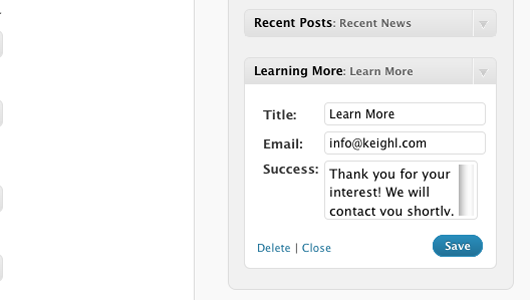 Recent Posts: Recent News
Learning More: Learn More
Title: Learn More
Email: info@keighl.com
Success: Thank you for your
interest! We will
contact you shortly.
Delete | Close Save